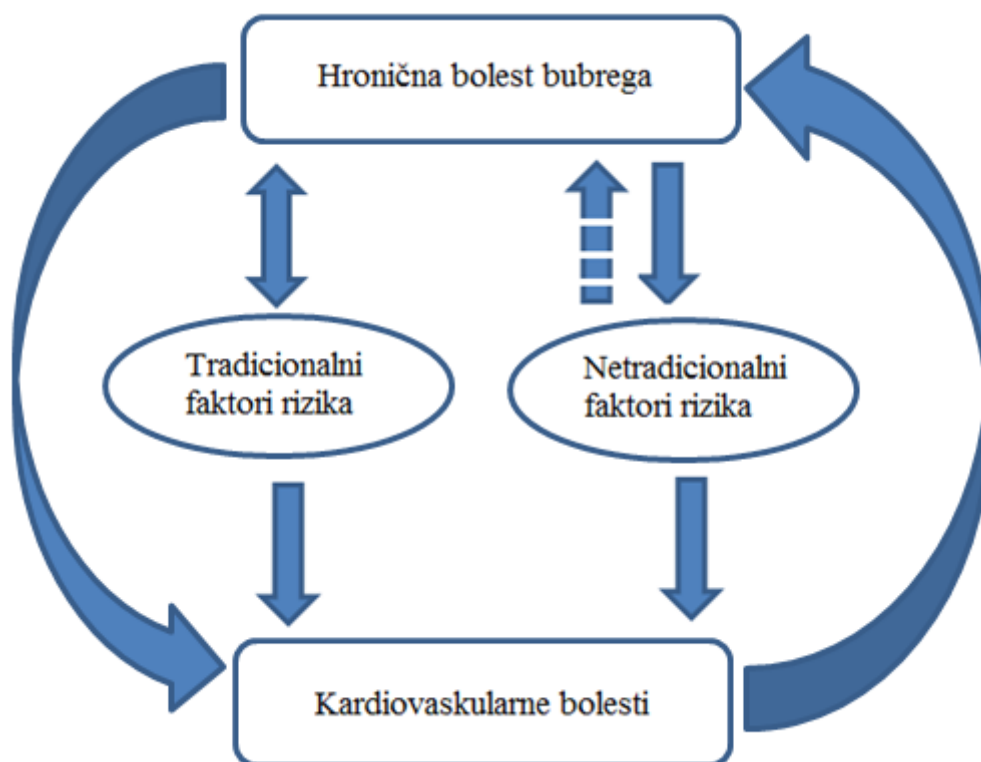 Hronična bolest bubrega
Tradicionalni
faktori rizika
Netradicionalni
faktori rizika
Kardiovaskularne bolesti